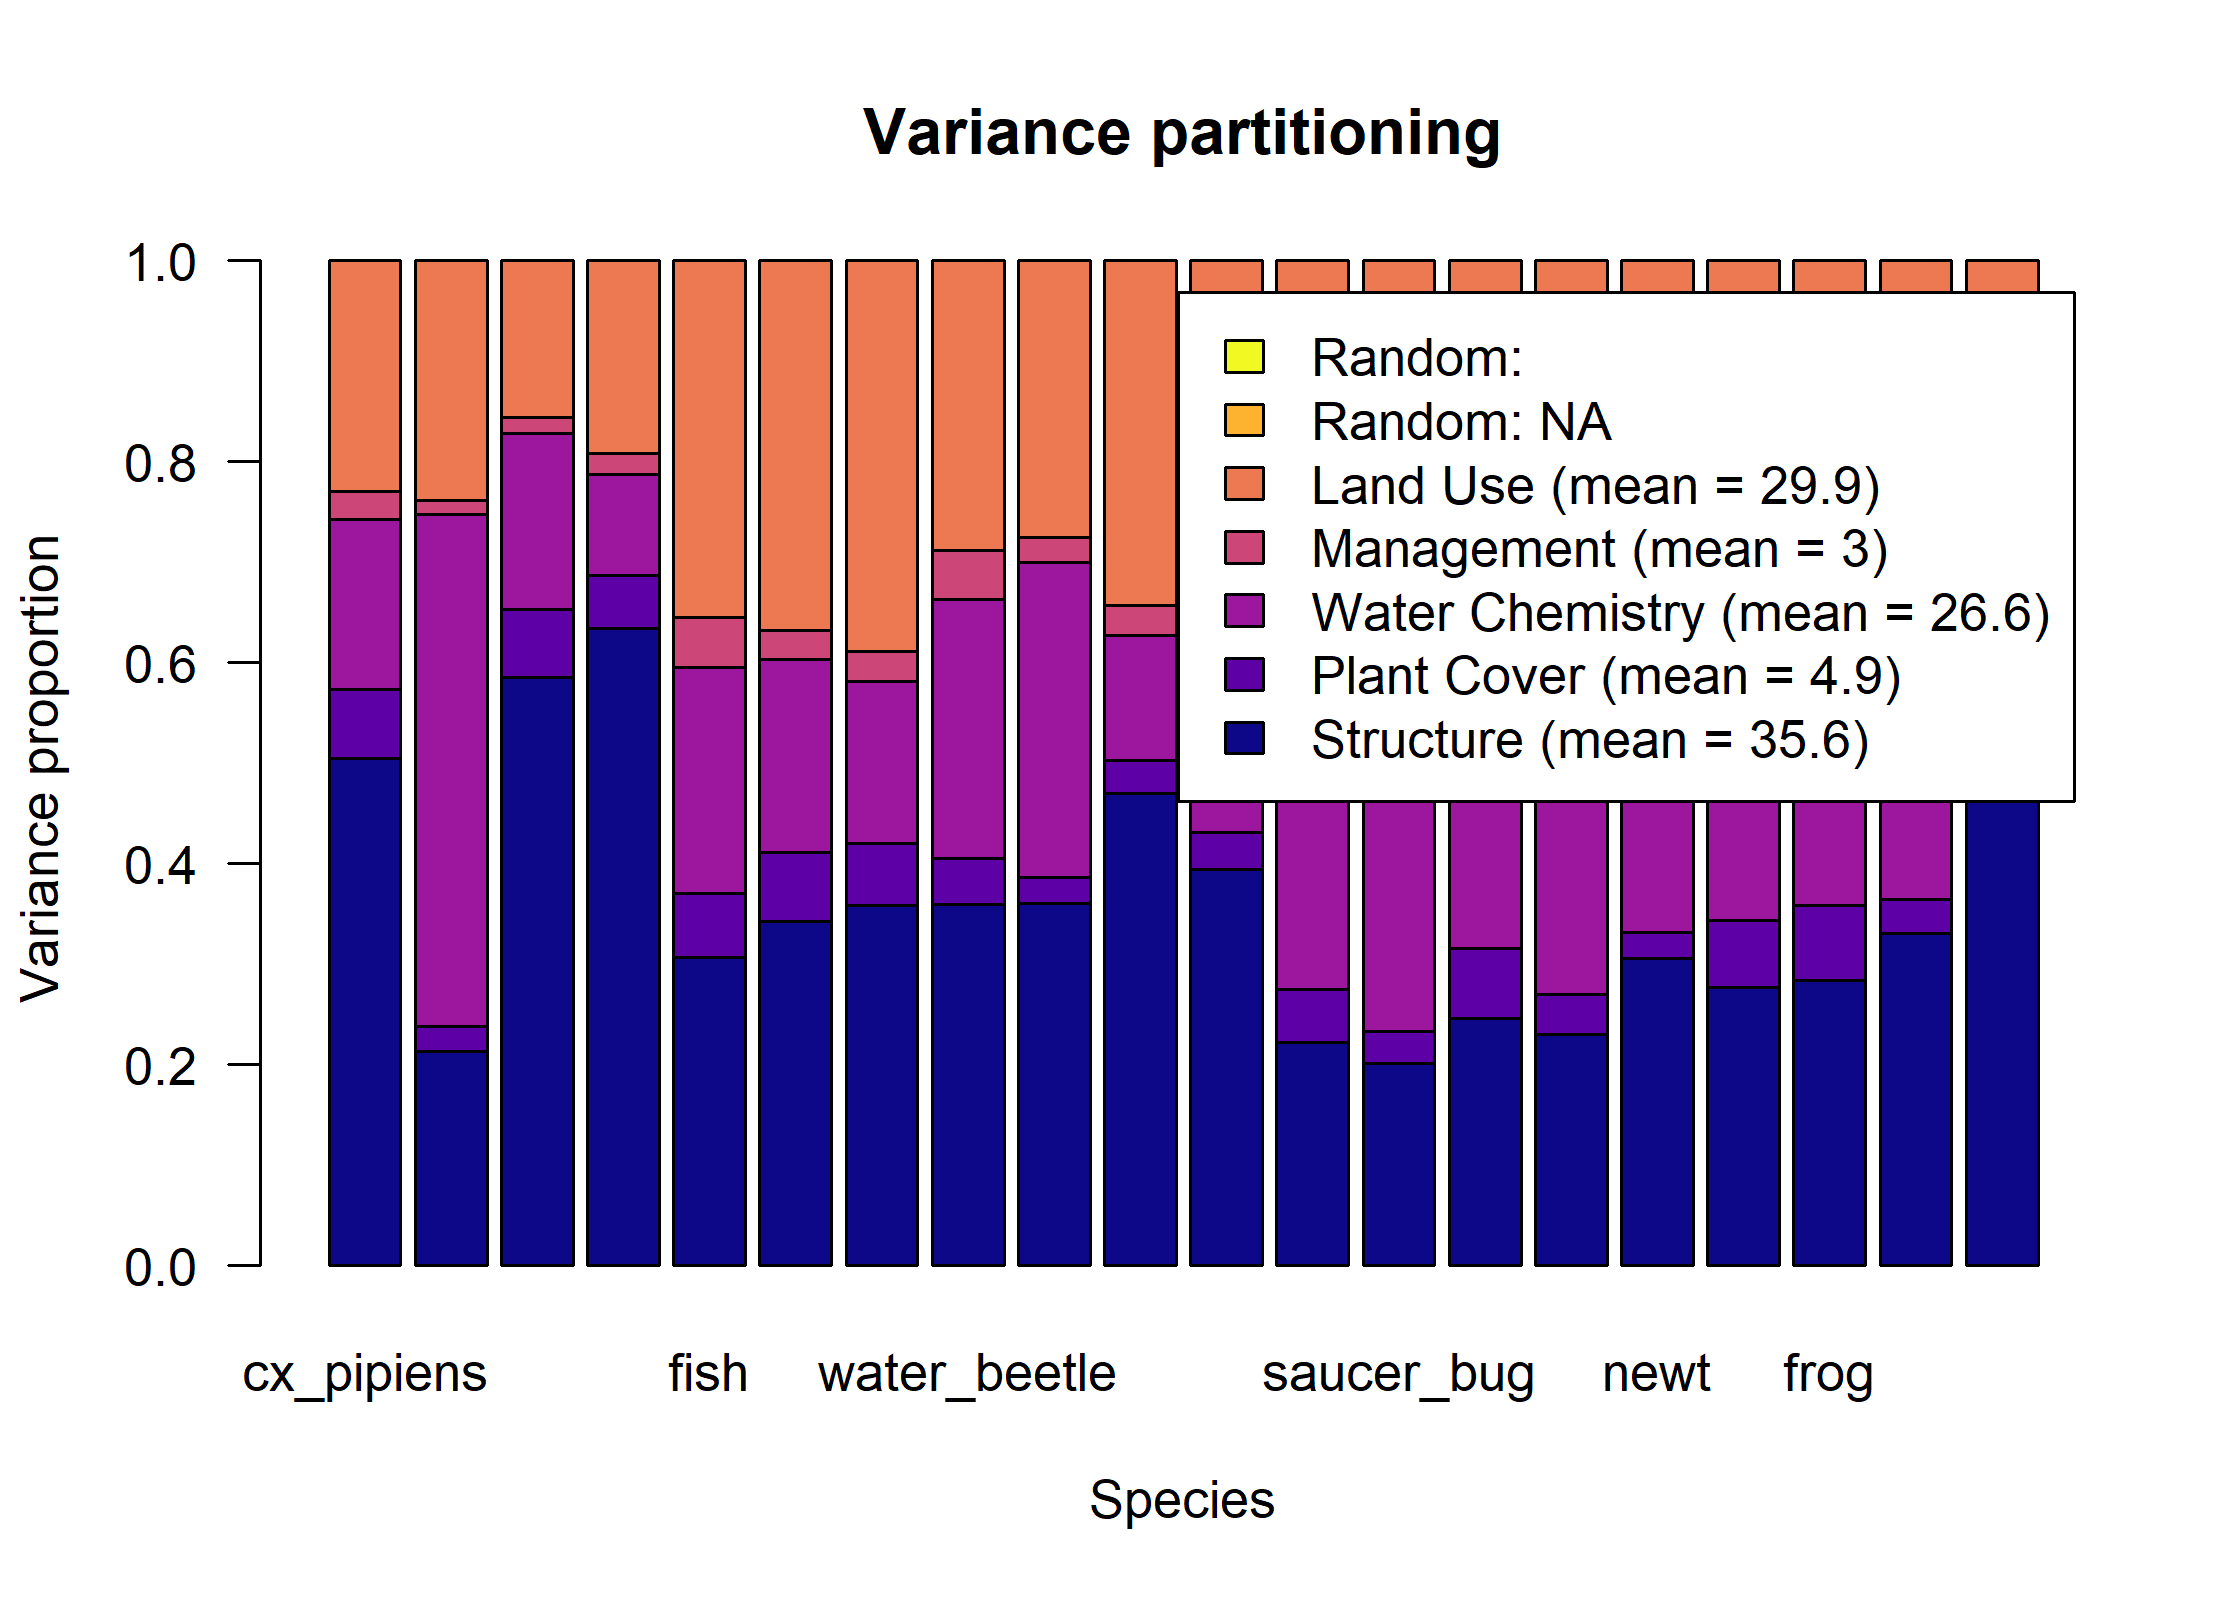 Variance partitioning
1.0
0.8
0.6
0.4
0.2
0.0
Variance proportion
Random:
Random: NA
Land Use (mean = 29.9)
Management (mean = 3)
Water Chemistry (mean = 26.6)
Plant Cover (mean = 4.9)
Structure (mean = 35.6)
cx_pipiens fish water_beetle saucer_bug newt frog
Species